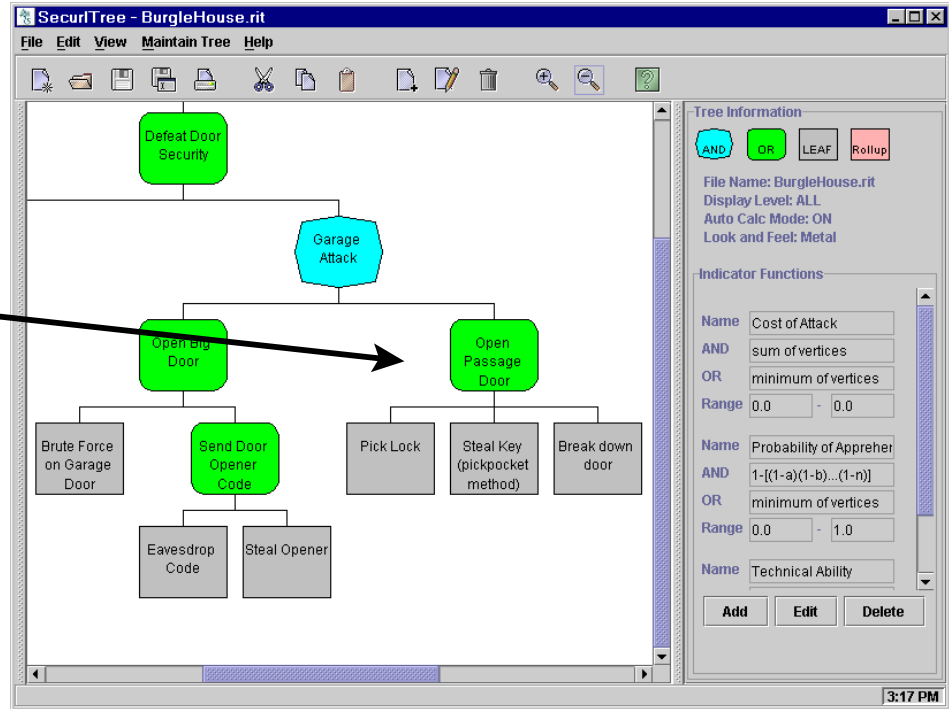 SecurITree - BurgleHouse.rit
File Edit View Maintain Tree Help
Defeat Door
Security
Garage
Attack
Open Big
Door
Open
Passage
Door
Brute Force
on Garage
Door
Send Door
Opener
Code
Pick Lock
Steal Key
(pickpocket
method)
Break down
door
Eavesdrop
Code
Steal Opener
Tree Information
AND OR LEAF Rollup
File Name: BurgleHouse.rit
Display Level: ALL
Auto Calc Mode: ON
Look and Feel: Metal
Indicator Functions
Name Cost of Attack
AND sum of vertices
OR minimum of vertices
Range 0.0 - 0.0
Name Probability of Apprehen
AND 1-[(1-a)(1-b)...(1-n)]
OR minimum of vertices
Range 0.0 - 1.0
Name Technical Ability
Add Edit Delete
3:17 PM